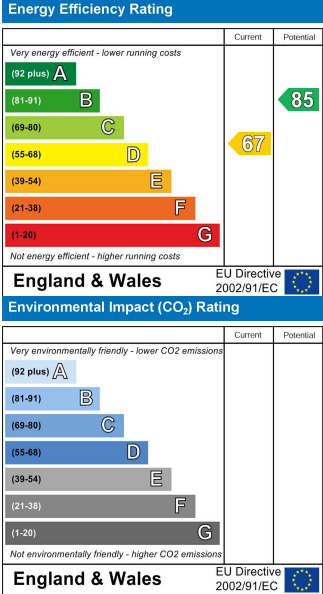 Energy Efficiency Rating
Current Potential
Very energy efficient - lower running costs
(92 plus) A
(81-91) B
85
(69-80) C
(55-68) D
67
(39-54) E
(21-38) F
(1-20) G
Not energy efficient - higher running costs
England & Wales
EU Directive
2002/91/EC
Environmental Impact (CO₂) Rating
Current Potential
Very environmentally friendly - lower CO2 emissions
(92 plus) A
(81-91) B
(69-80) C
(55-68) D
(39-54) E
(21-38) F
(1-20) G
Not environmentally friendly - higher CO2 emissions
England & Wales
EU Directive
2002/91/EC